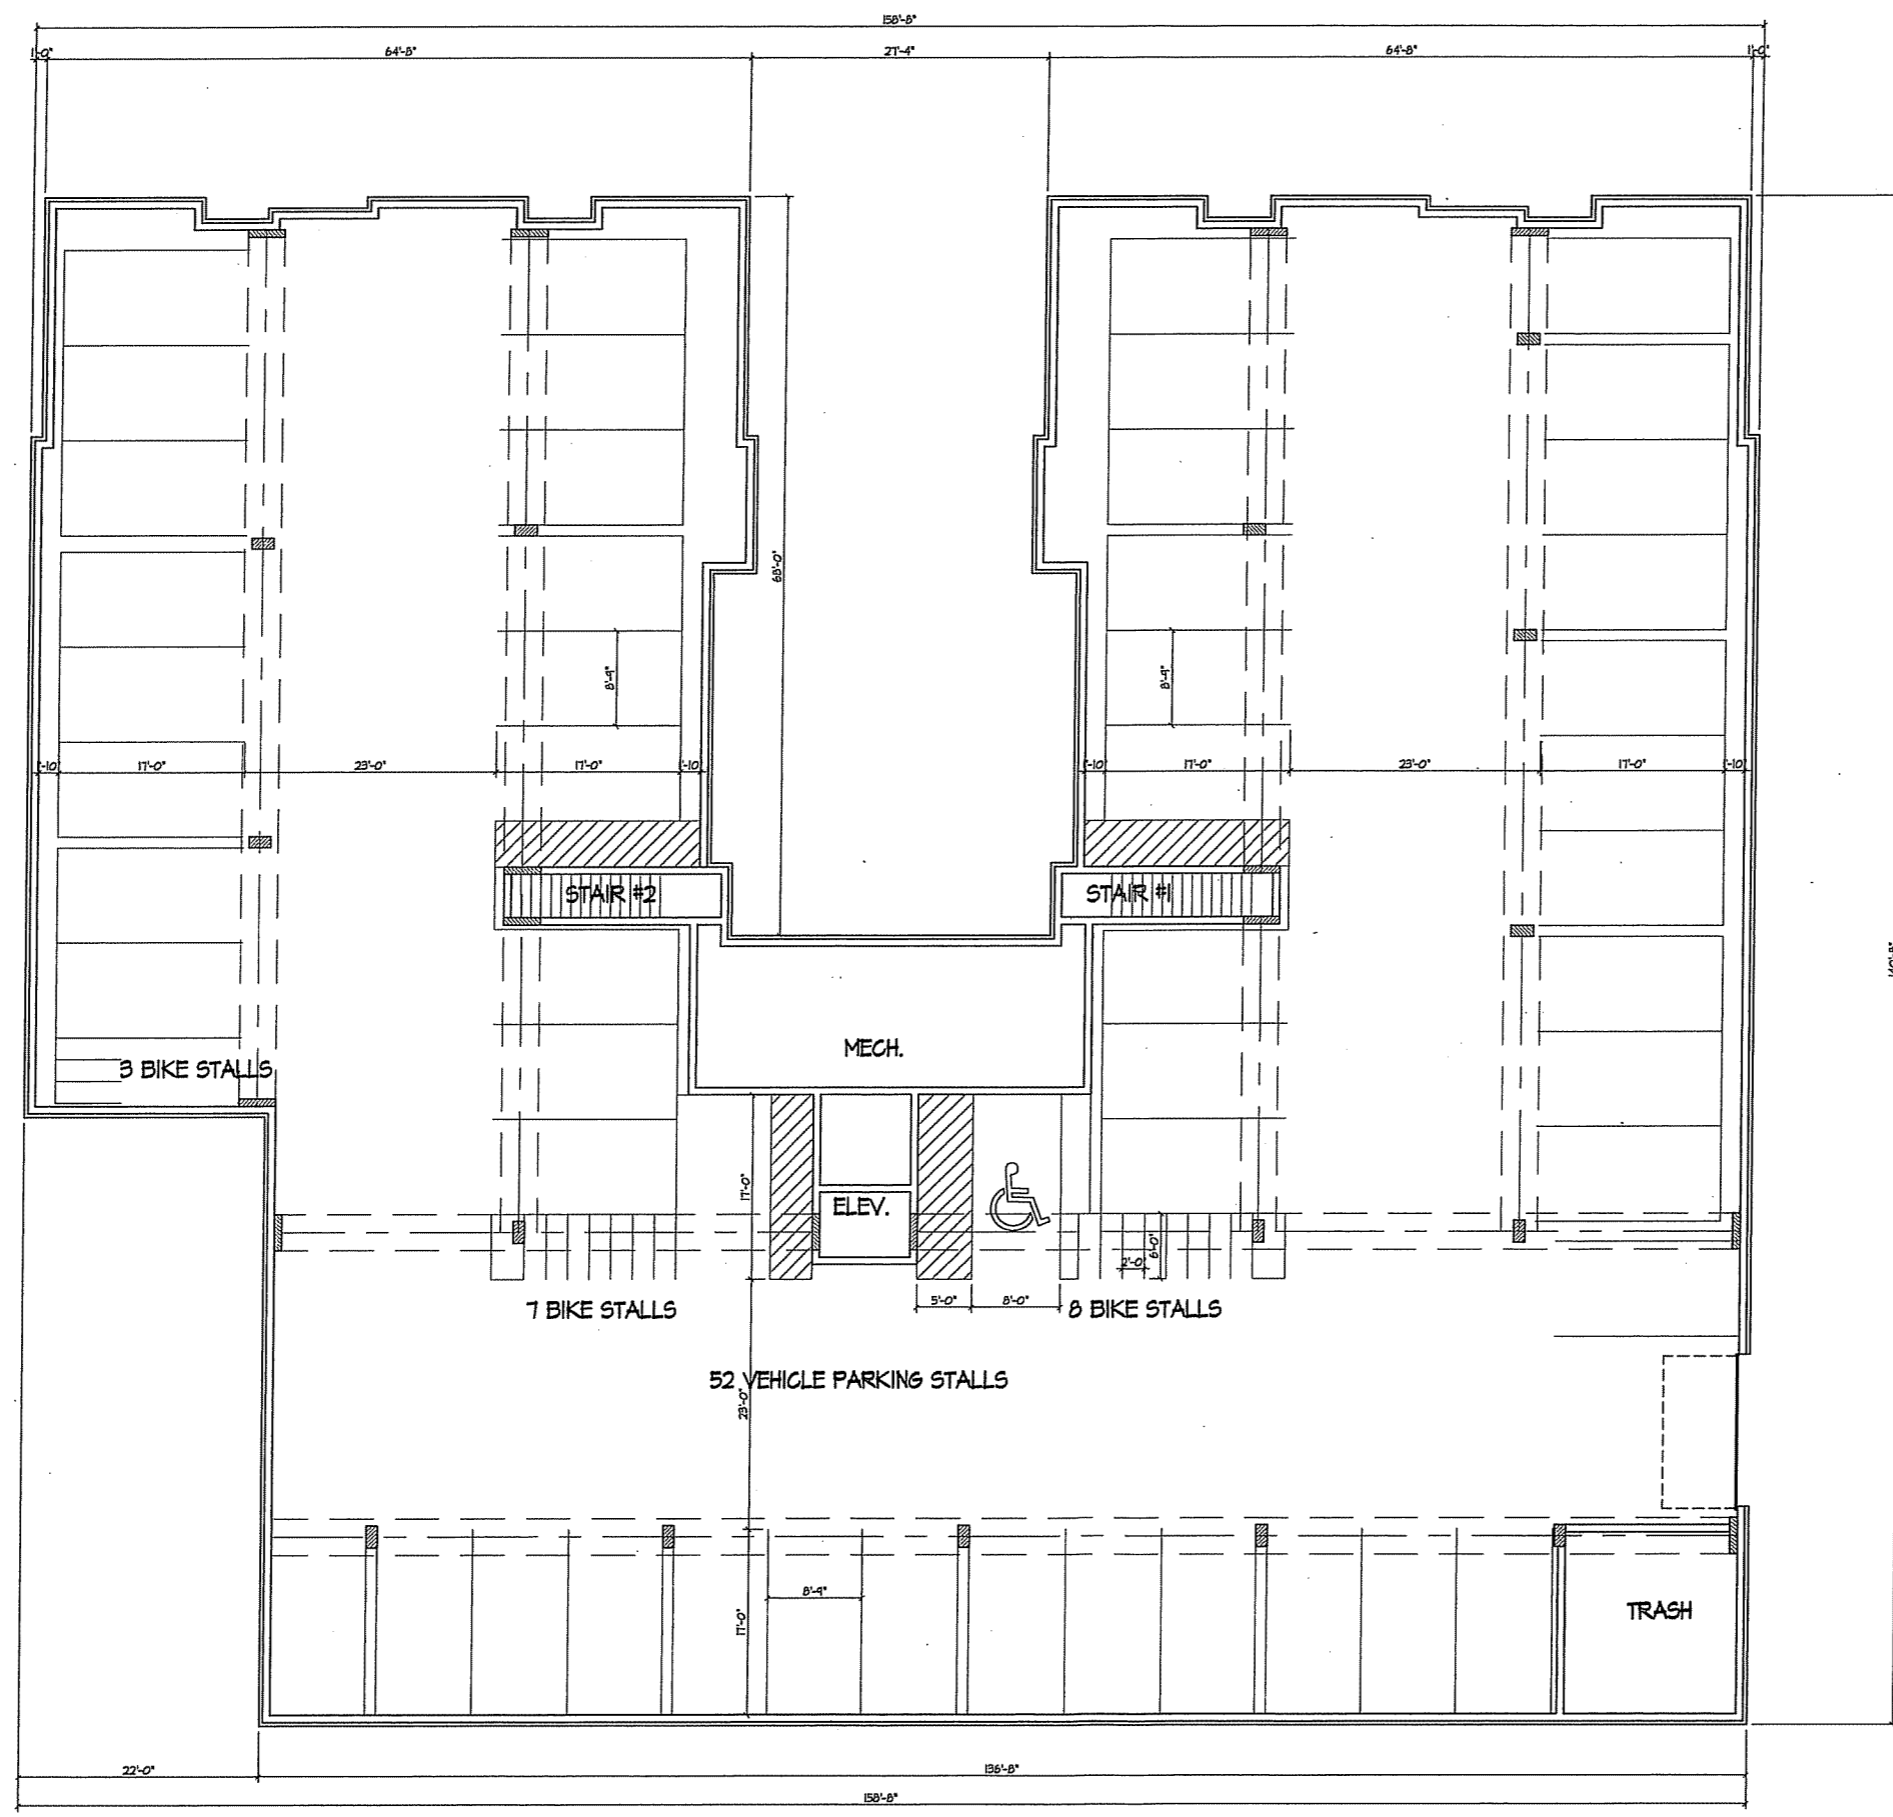 158'-8"
1'-0" 64'-8" 27'-4" 64'-8" 1'-0"
68'-0"
8'-9" 8'-9"
1'-10 17'-0" 23'-0" 17'-0" 1'-10 1'-10 17'-0" 23'-0" 17'-0" 1'-10
STAIR #2 STAIR #1
MECH.
3 BIKE STALLS
17'-0"
ELEV.
6'-0"
2'-0"
5'-0" 8'-0"
7 BIKE STALLS 8 BIKE STALLS
52 VEHICLE PARKING STALLS
23'-0"
8'-9"
17'-0"
TRASH
22'-0" 136'-8"
158'-8"